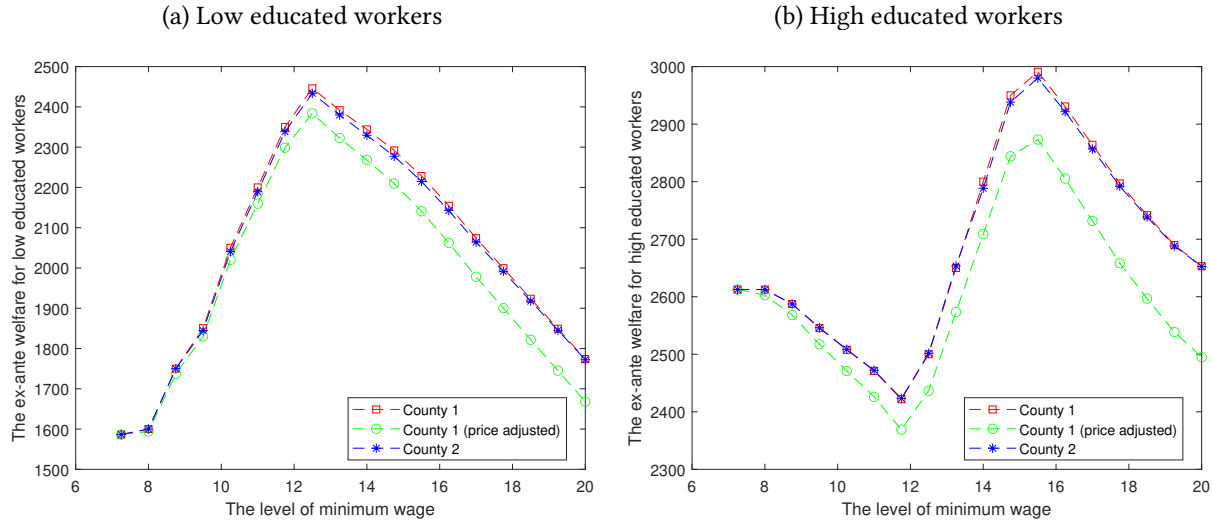 (a) Low educated workers
2500
2400
2300
2200
2100
2000
1900
1800
1700
1600
1500
The ex-ante welfare for low educated workers
County 1
County 1 (price adjusted)
County 2
6 8 10 12 14 16 18 20
The level of minimum wage
(b) High educated workers
3000
2900
2800
2700
2600
2500
2400
2300
The ex-ante welfare for high educated workers
County 1
County 1 (price adjusted)
County 2
6 8 10 12 14 16 18 20
The level of minimum wage